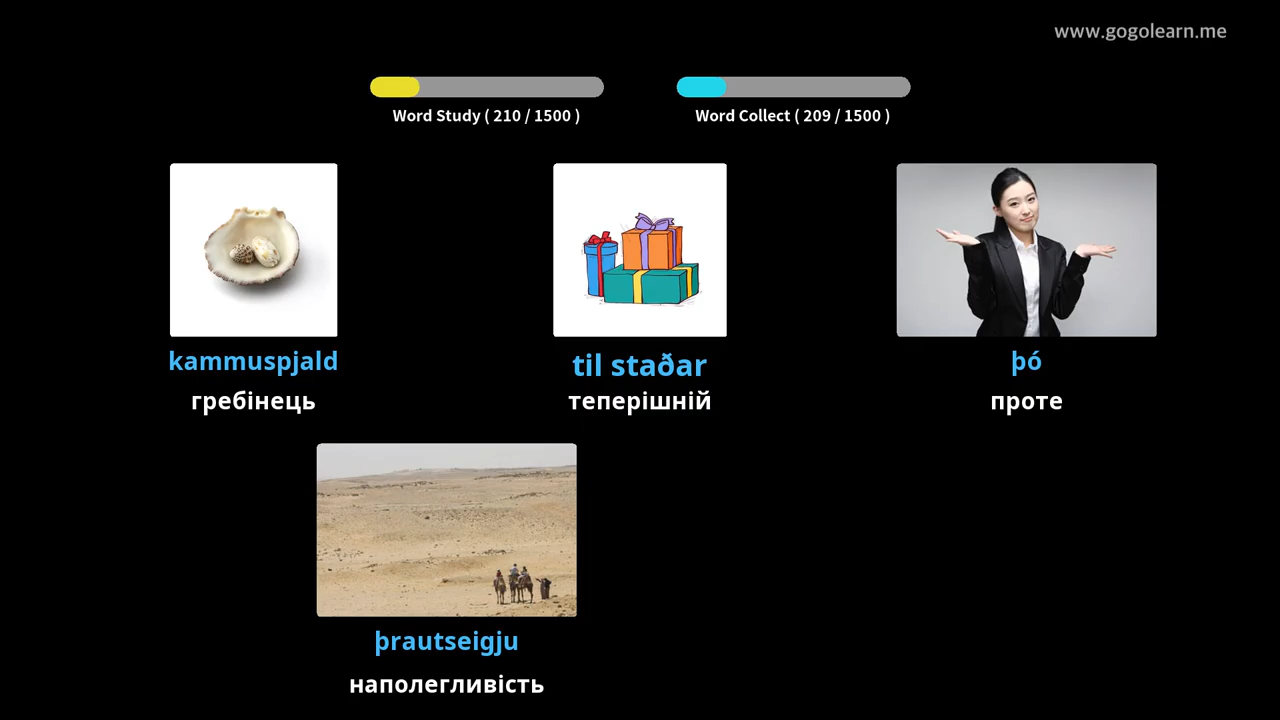 www.gogolearn.me
Word Study ( 210 / 1500 )
Word Collect ( 209 / 1500 )
kammuspjald
гребінець
til staðar
теперішній
þó
проте
þrautseigju
наполегливість